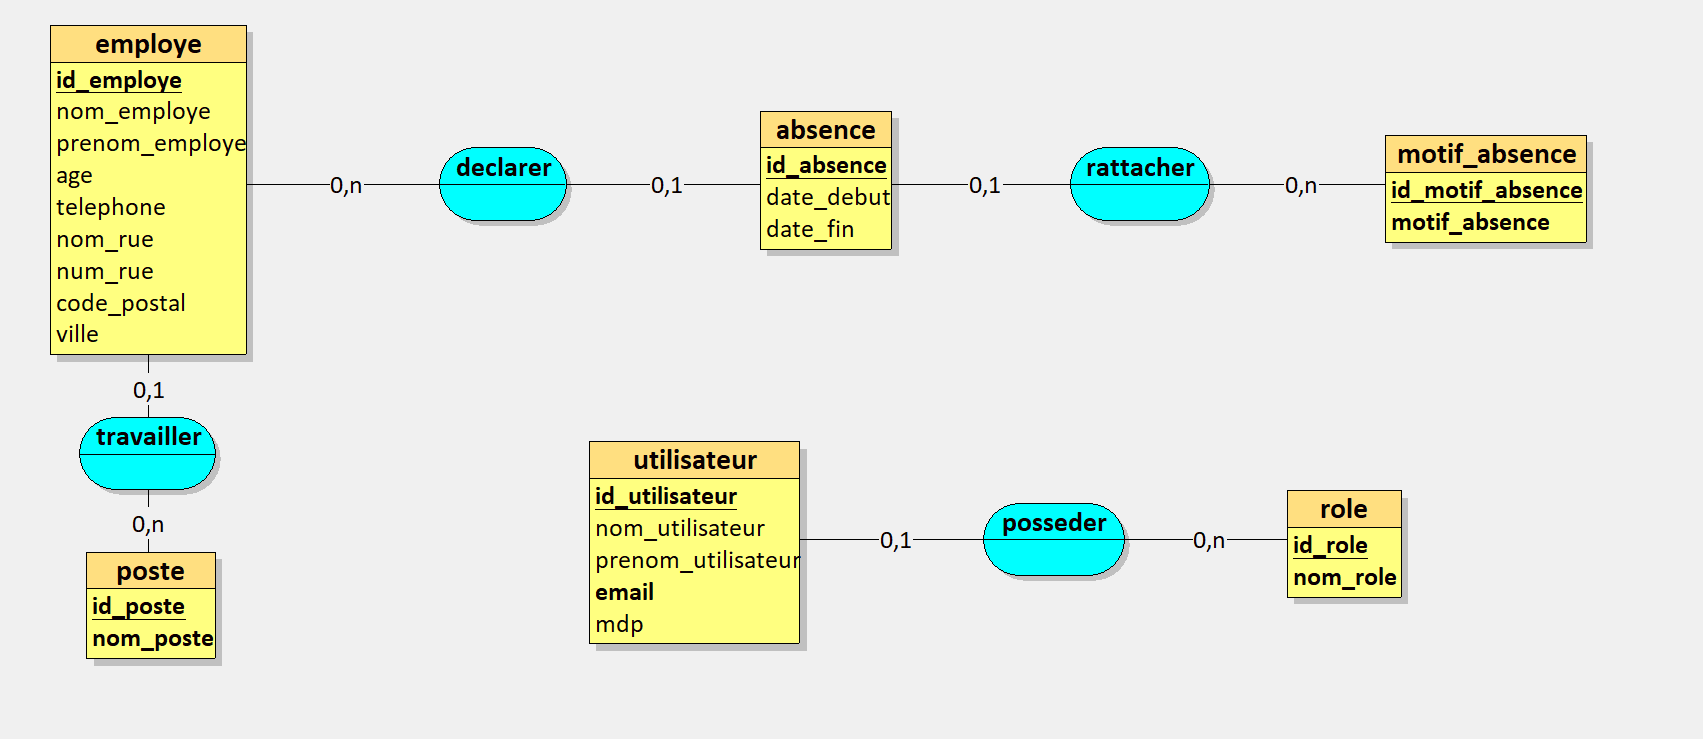 employe
id_employe
nom_employe
prenom_employe
age
telephone
nom_rue
num_rue
code_postal
ville
0,n
declarer
0,1
absence
id_absence
date_debut
date_fin
0,1
rattacher
0,n
motif_absence
id_motif_absence
motif_absence
0,1
travailler
0,n
poste
id_poste
nom_poste
utilisateur
id_utilisateur
nom_utilisateur
prenom_utilisateur
email
mdp
0,1
posseder
0,n
role
id_role
nom_role